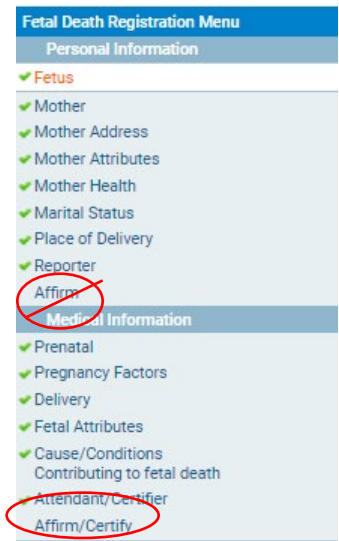 Fetal Death Registration Menu
Personal Information
Fetus
Mother
Mother Address
Mother Attributes
Mother Health
Marital Status
Place of Delivery
Reporter
Affirm
Medical Information
Prenatal
Pregnancy Factors
Delivery
Fetal Attributes
Cause/Conditions
Contributing to fetal death
Attendant/Certifier
Affirm/Certify